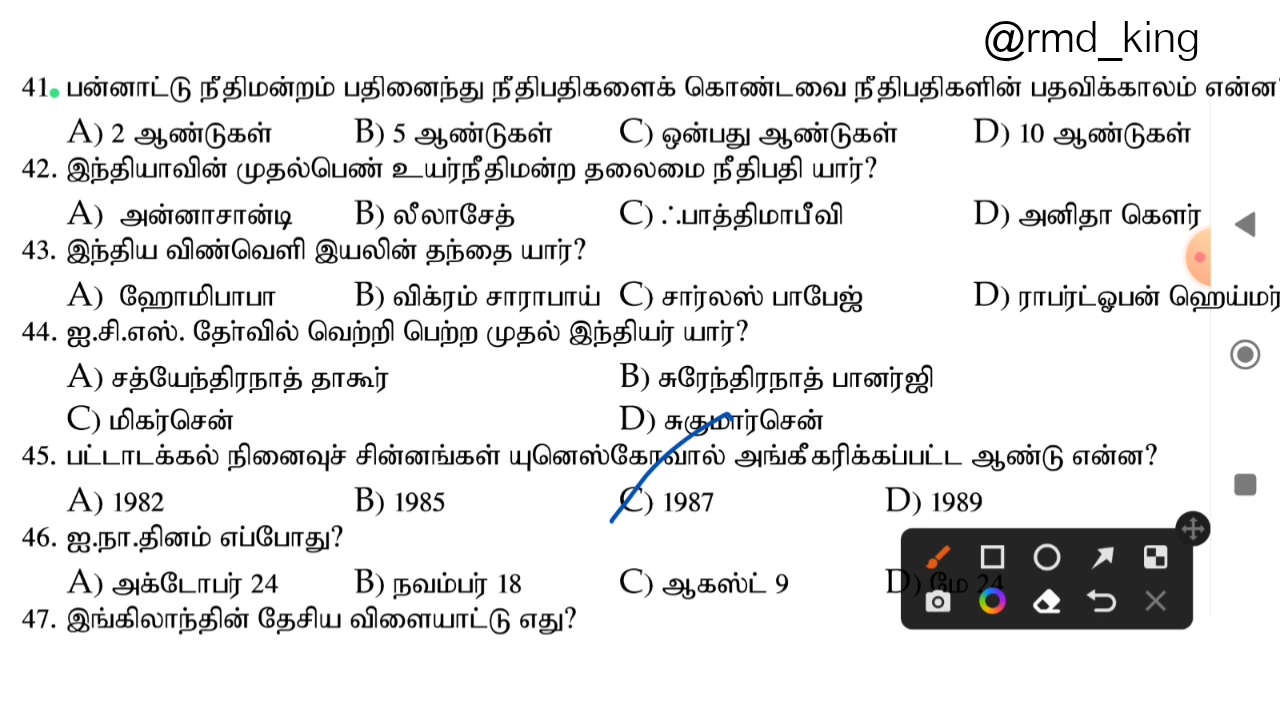 @rmd_king
41. பன்னாட்டு நீதிமன்றம் பதினைந்து நீதிபதிகளைக் கொண்டவை நீதிபதிகளின் பதவிக்காலம் என்ன?
A) 2 ஆண்டுகள் B) 5 ஆண்டுகள் C) ஒன்பது ஆண்டுகள் D) 10 ஆண்டுகள்
42. இந்தியாவின் முதல்பெண் உயர்நீதிமன்ற தலைமை நீதிபதி யார்?
A) அன்னாசான்டி B) லீலாசேத் C) ஃபாத்திமாபீவி D) அனிதா கௌர்
43. இந்திய விண்வெளி இயலின் தந்தை யார்?
A) ஹோமிபாபா B) விக்ரம் சாராபாய் C) சார்லஸ் பாபேஜ் D) ராபர்ட்ஓபன் ஹெய்மர்
44. ஐ.சி.எஸ். தேர்வில் வெற்றி பெற்ற முதல் இந்தியர் யார்?
A) சத்யேந்திரநாத் தாகூர் B) சுரேந்திரநாத் பானர்ஜி
C) மிகர்சென் D) சுகுமார்சென்
45. பட்டாடக்கல் நினைவுச் சின்னங்கள் யுனெஸ்கோவால் அங்கீகரிக்கப்பட்ட ஆண்டு என்ன?
A) 1982 B) 1985 C) 1987 D) 1989
46. ஐ.நா.தினம் எப்போது?
A) அக்டோபர் 24 B) நவம்பர் 18 C) ஆகஸ்ட் 9 D) மே 24
47. இங்கிலாந்தின் தேசிய விளையாட்டு எது?